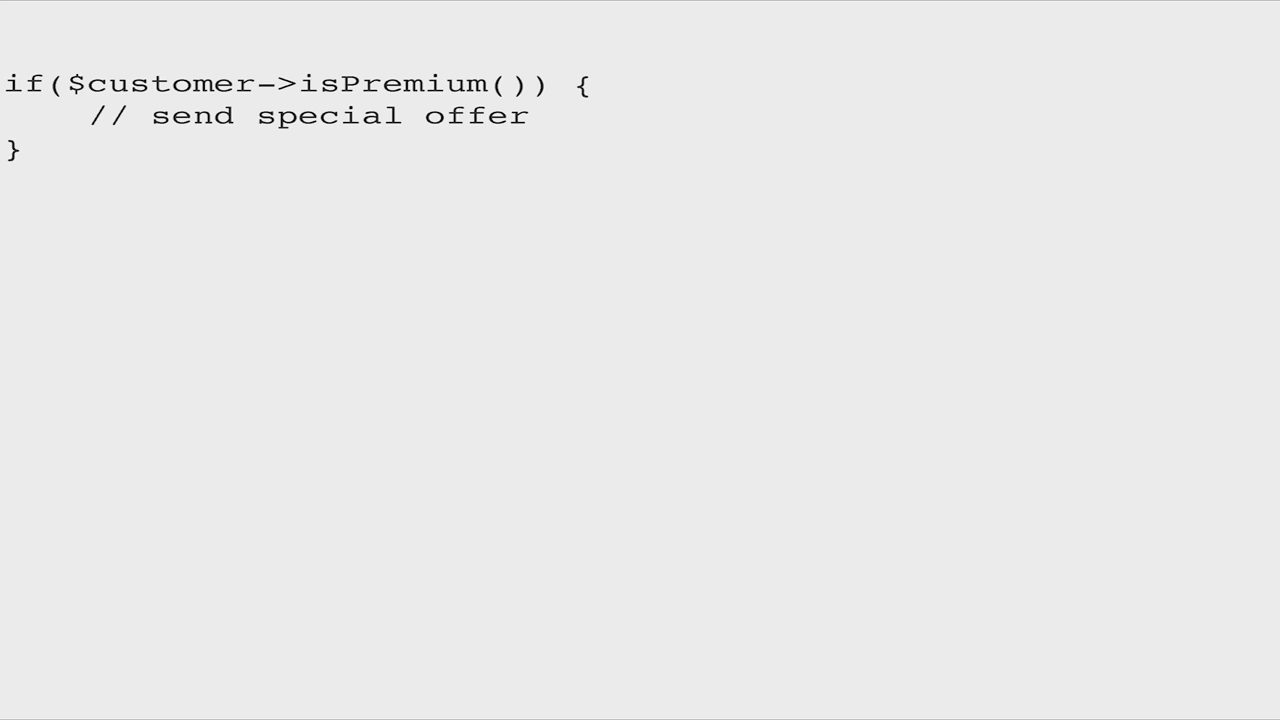 if($customer->isPremium()) {
    // send special offer
}